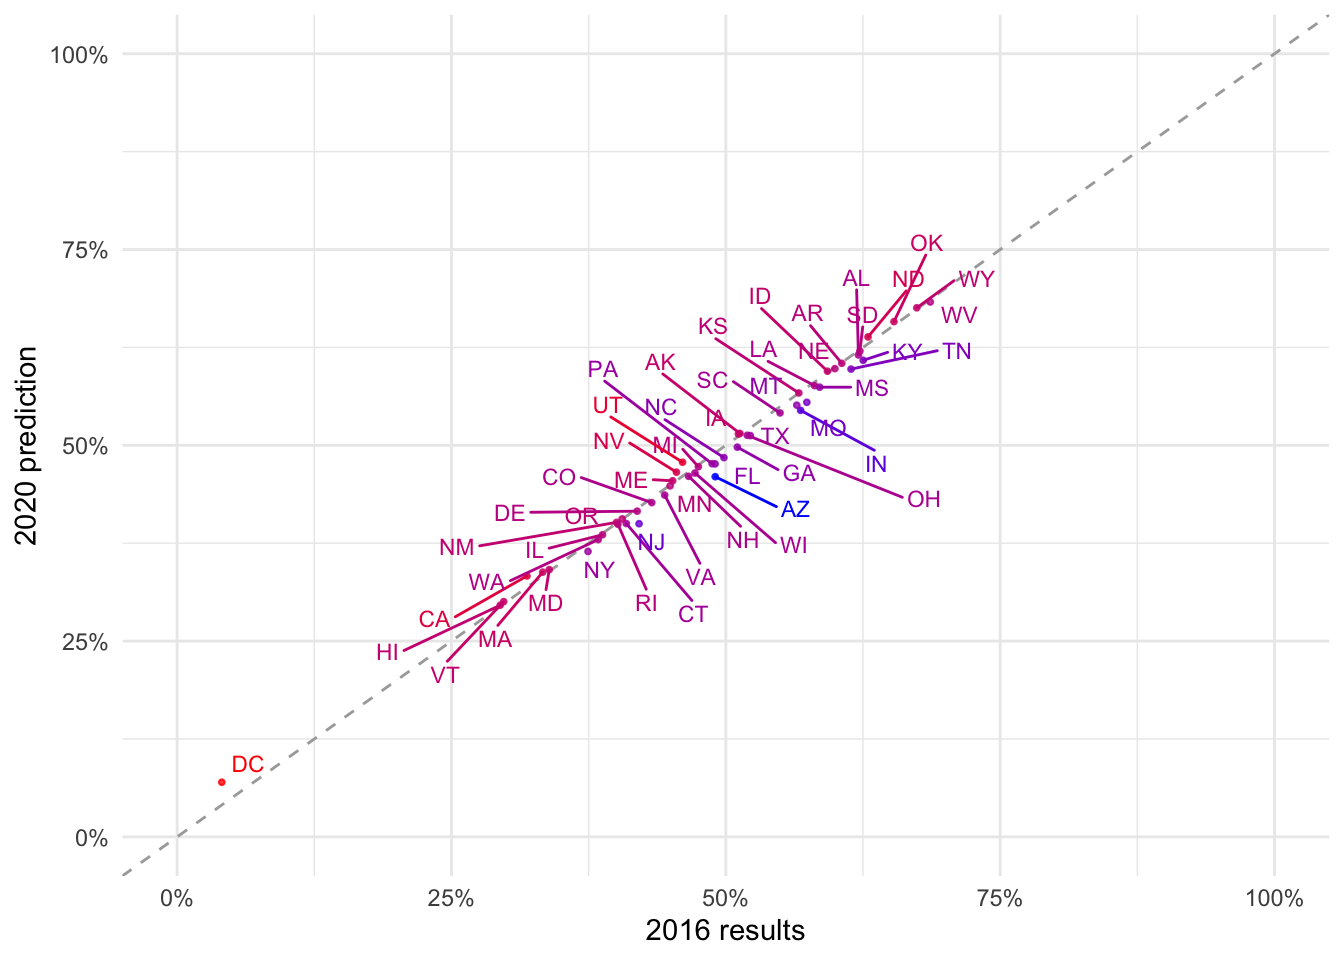 100%
75%
50%
25%
0%
2020 prediction
OK
AL
ND
WY
ID
AR
SD
WV
KS
LA
NE
KY
TN
AK
PA
SC
MT
MS
UT
NC
IA
MO
NV
MI
TX
IN
CO
ME
FL
GA
DE
OR
MN
AZ
OH
NM
IL
NJ
NH
WI
WA
NY
VA
CA
MD
RI
CT
HI
MA
VT
DC
0%
25%
50%
75%
100%
2016 results